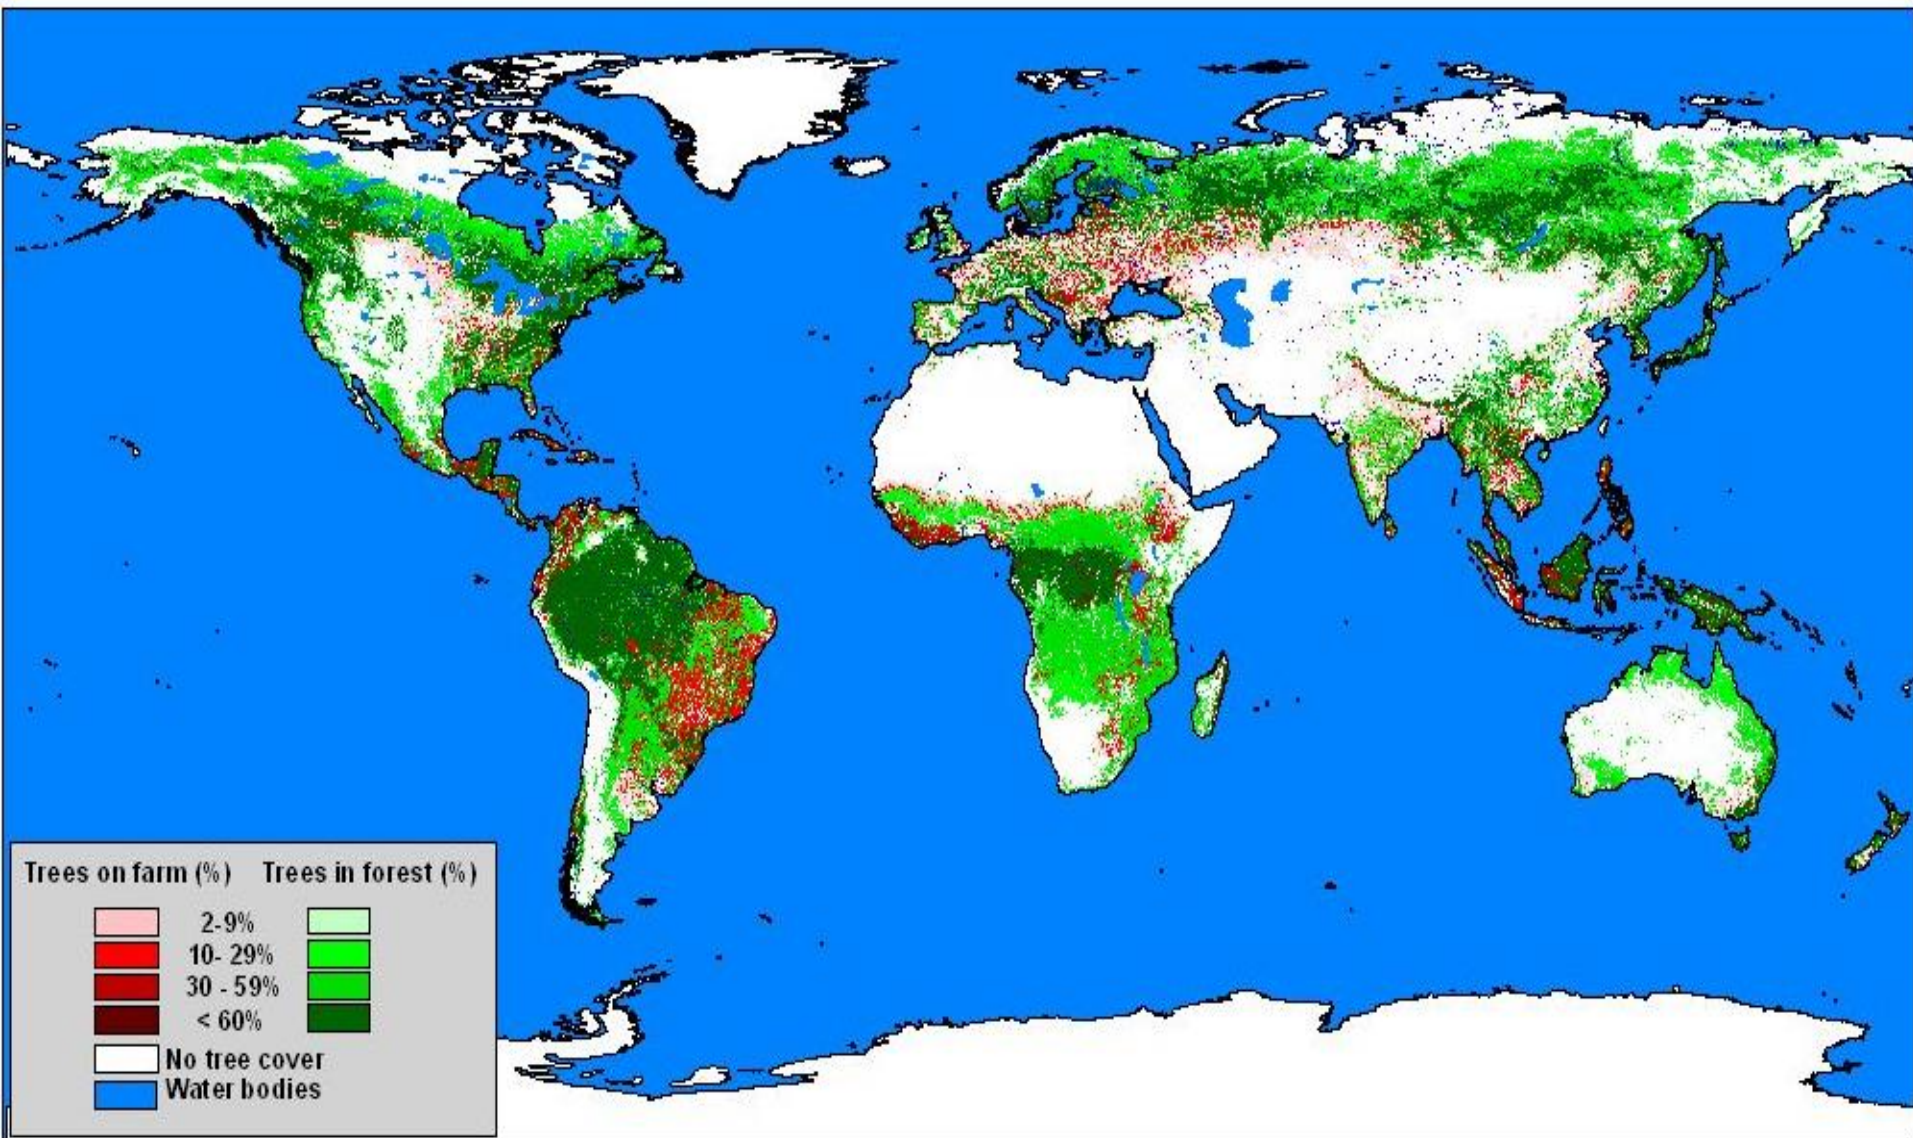 Trees on farm (%) Trees in forest (%)
2-9%
10- 29%
30 - 59%
< 60%
No tree cover
Water bodies